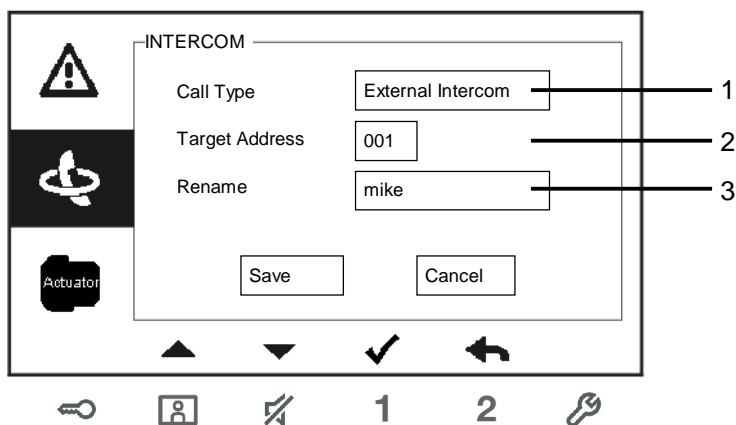 INTERCOM
Call Type External Intercom 1
Target Address 001 2
Rename mike 3
Actuator Save Cancel
1 2